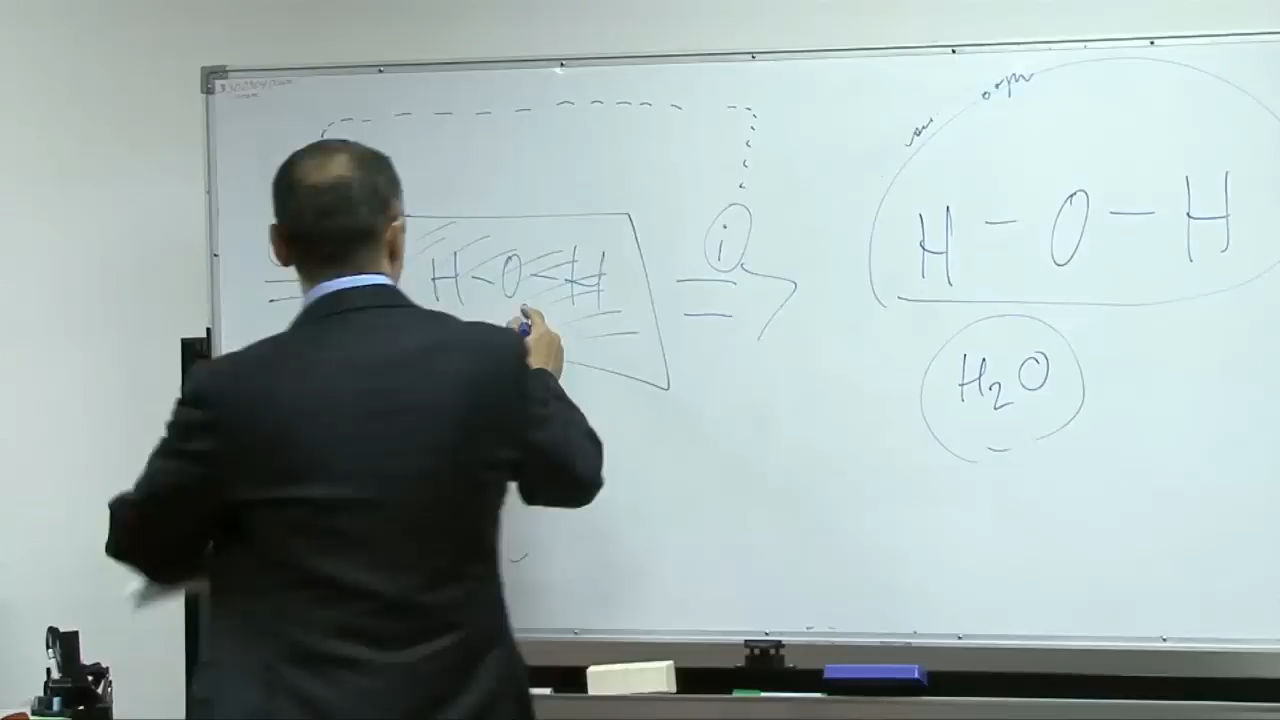 H - O < H
i
H - O - H
H₂O